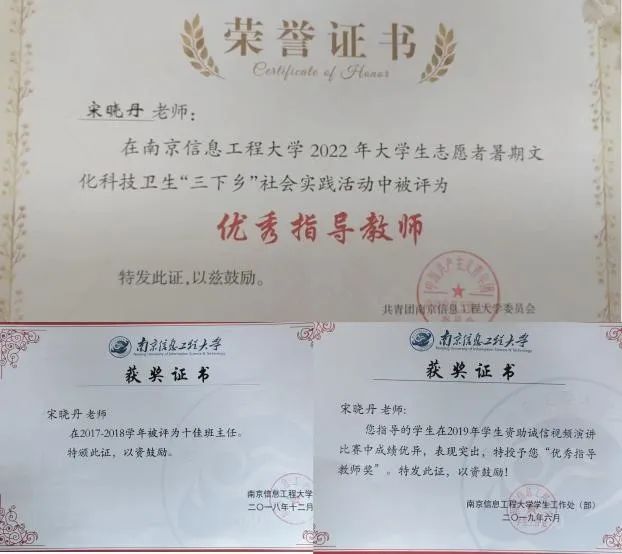 荣誉证书
Certificate of Honor
宋晓丹 老师：
在南京信息工程大学 2022 年大学生志愿者暑期文
化科技卫生“三下乡”社会实践活动中被评为
优秀指导教师
特发此证，以兹鼓励。
共青团南京信息工程大学委员会
南京信息工程大学
Nanjing University of Information Science & Technology
获奖证书
宋晓丹 老师
在2017-2018学年被评为十佳班主任。
特颁此证，以资鼓励。
南京信息工程大学
二〇一八年十二月
南京信息工程大学
Nanjing University of Information Science & Technology
获奖证书
宋晓丹 老师:
您指导的学生在2019年学生资助诚信视频演讲
比赛中成绩优异，表现突出，特授予您“优秀指导
教师奖”。特发此证，以资鼓励！
南京信息工程大学学生工作处（部）
二〇一九年六月